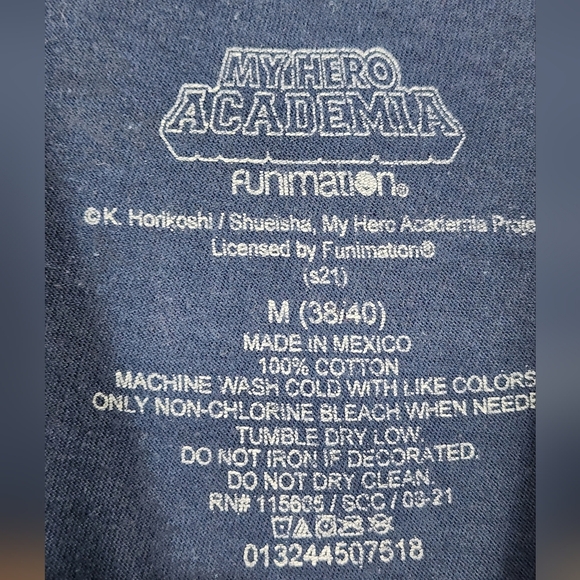 MY HERO
ACADEMIA
FUNIMATION®
© K. Horikoshi / Shueisha, My Hero Academia Proje
Licensed by Funimation®
(s21)
M (38/40)
MADE IN MEXICO
100% COTTON
MACHINE WASH COLD WITH LIKE COLORS
ONLY NON-CHLORINE BLEACH WHEN NEEDE
TUMBLE DRY LOW.
DO NOT IRON IF DECORATED.
DO NOT DRY CLEAN.
RN# 115605 / SCC / 03-21
013244507518